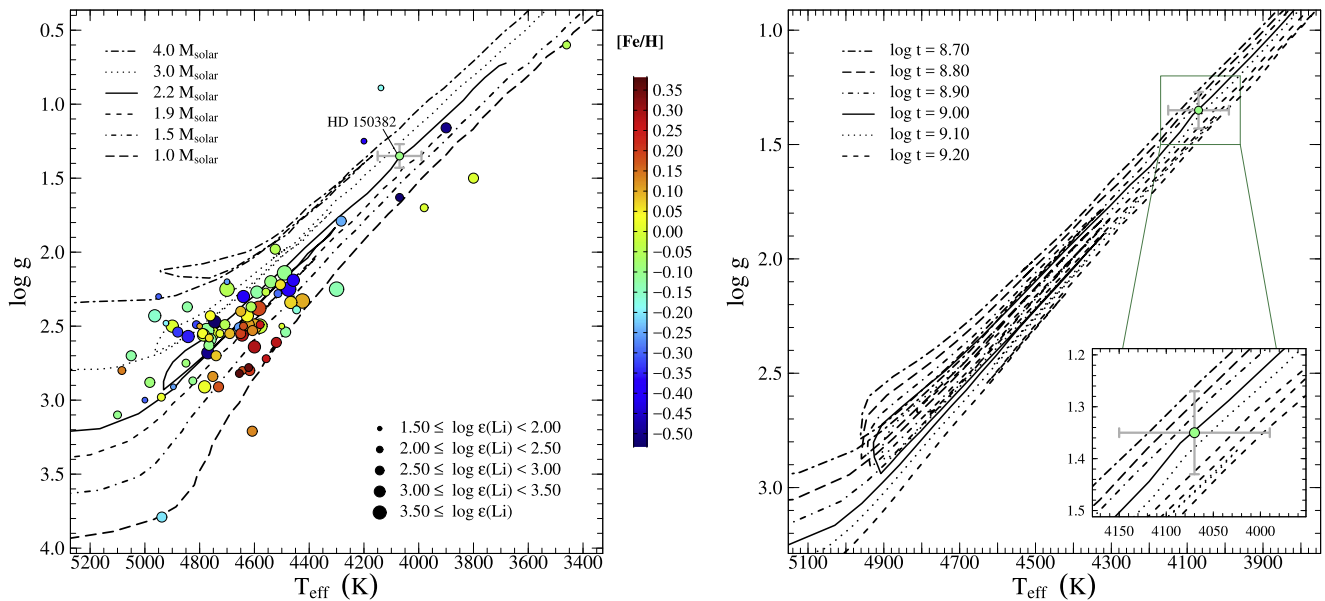 0.5
1.0
1.5
2.0
2.5
3.0
3.5
4.0
log g
4.0 M_solar
3.0 M_solar
2.2 M_solar
1.9 M_solar
1.5 M_solar
1.0 M_solar
HD 150382
1.50 ≤ log ε(Li) < 2.00
2.00 ≤ log ε(Li) < 2.50
2.50 ≤ log ε(Li) < 3.00
3.00 ≤ log ε(Li) < 3.50
3.50 ≤ log ε(Li)
5200 5000 4800 4600 4400 4200 4000 3800 3600 3400
T_eff (K)
[Fe/H]
0.35
0.30
0.25
0.20
0.15
0.10
0.05
0.00
−0.05
−0.10
−0.15
−0.20
−0.25
−0.30
−0.35
−0.40
−0.45
−0.50
1.0
1.5
2.0
2.5
3.0
log g
log t = 8.70
log t = 8.80
log t = 8.90
log t = 9.00
log t = 9.10
log t = 9.20
1.2
1.3
1.4
1.5
4150 4100 4050 4000
5100 4900 4700 4500 4300 4100 3900
T_eff (K)